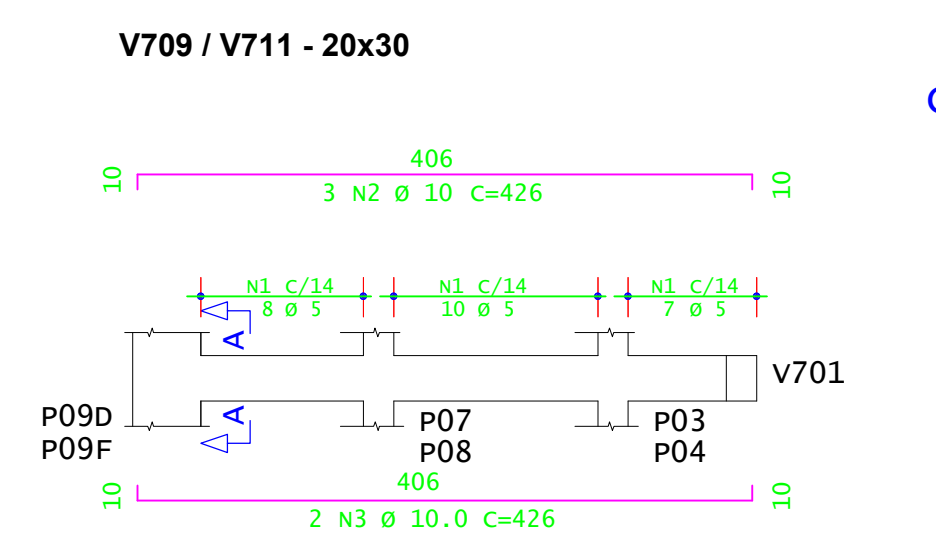 V709 / V711 - 20x30
406
10
10
3 N2 Ø 10 C=426
N1 C/14
N1 C/14
N1 C/14
8 Ø 5
10 Ø 5
7 Ø 5
A
V701
A
P09D
P07
P03
P09F
P08
P04
406
10
10
2 N3 Ø 10.0 C=426